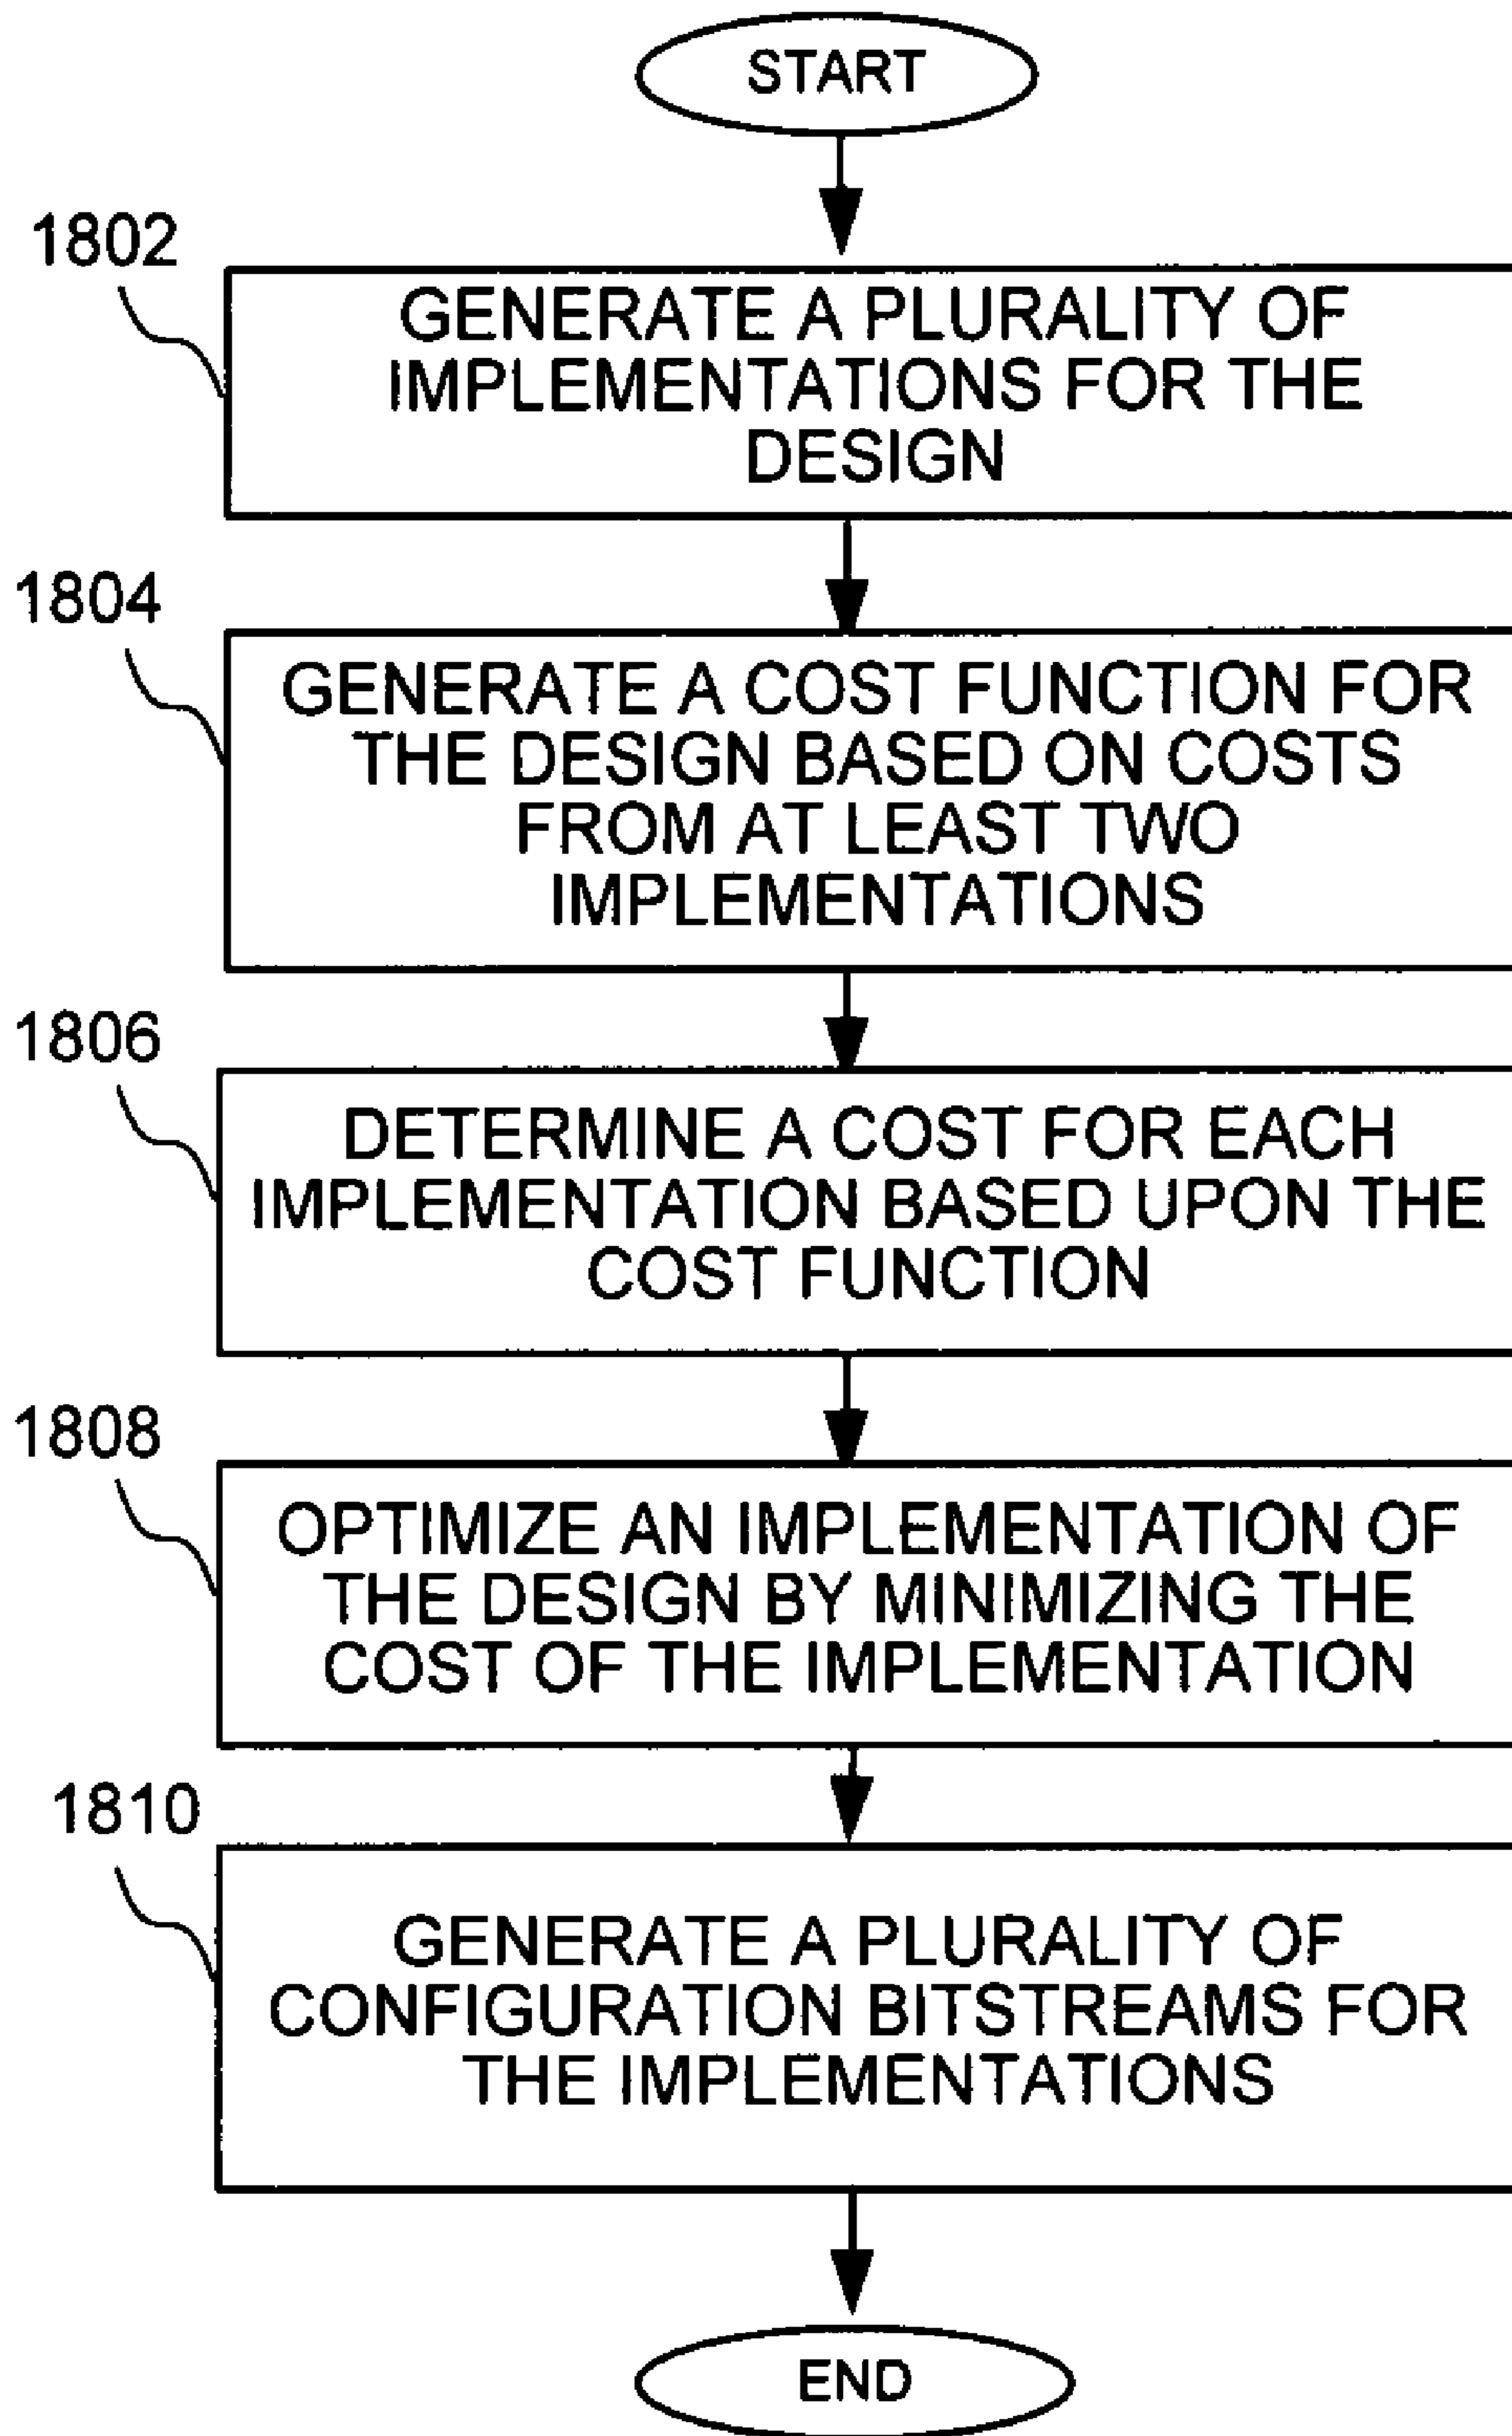 START
1802
GENERATE A PLURALITY OF
IMPLEMENTATIONS FOR THE
DESIGN
1804
GENERATE A COST FUNCTION FOR
THE DESIGN BASED ON COSTS
FROM AT LEAST TWO
IMPLEMENTATIONS
1806
DETERMINE A COST FOR EACH
IMPLEMENTATION BASED UPON THE
COST FUNCTION
1808
OPTIMIZE AN IMPLEMENTATION OF
THE DESIGN BY MINIMIZING THE
COST OF THE IMPLEMENTATION
1810
GENERATE A PLURALITY OF
CONFIGURATION BITSTREAMS FOR
THE IMPLEMENTATIONS
END